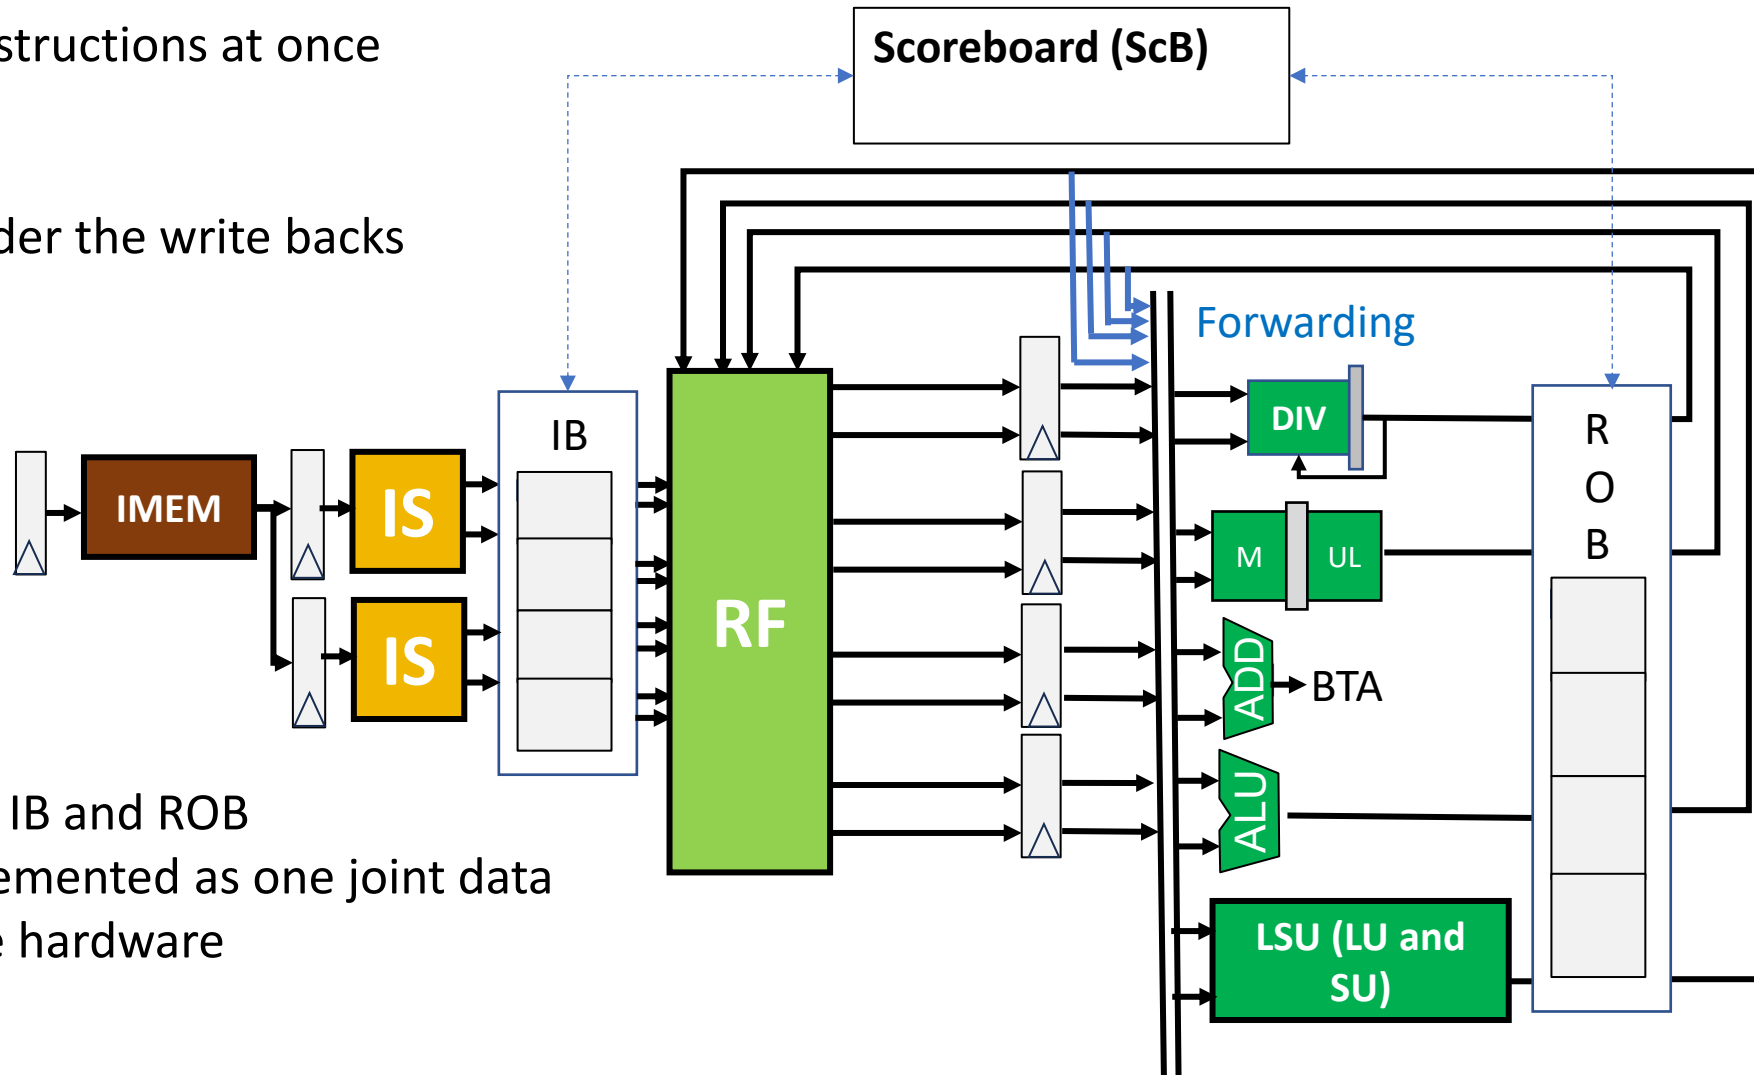 structions at once
Scoreboard (ScB)
der the write backs
Forwarding
IB
DIV
R
O
B
IMEM
IS
M
UL
RF
IS
ADD
BTA
ALU
IB and ROB
emented as one joint data
hardware
LSU (LU and
SU)